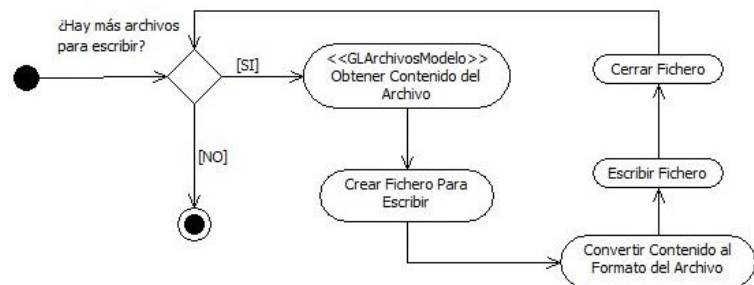 ¿Hay más archivos
para escribir?
[SI]
<<GLArchivosModelo>>
Obtener Contenido del
Archivo
Cerrar Fichero
[NO]
Crear Fichero Para
Escribir
Escribir Fichero
Convertir Contenido al
Formato del Archivo